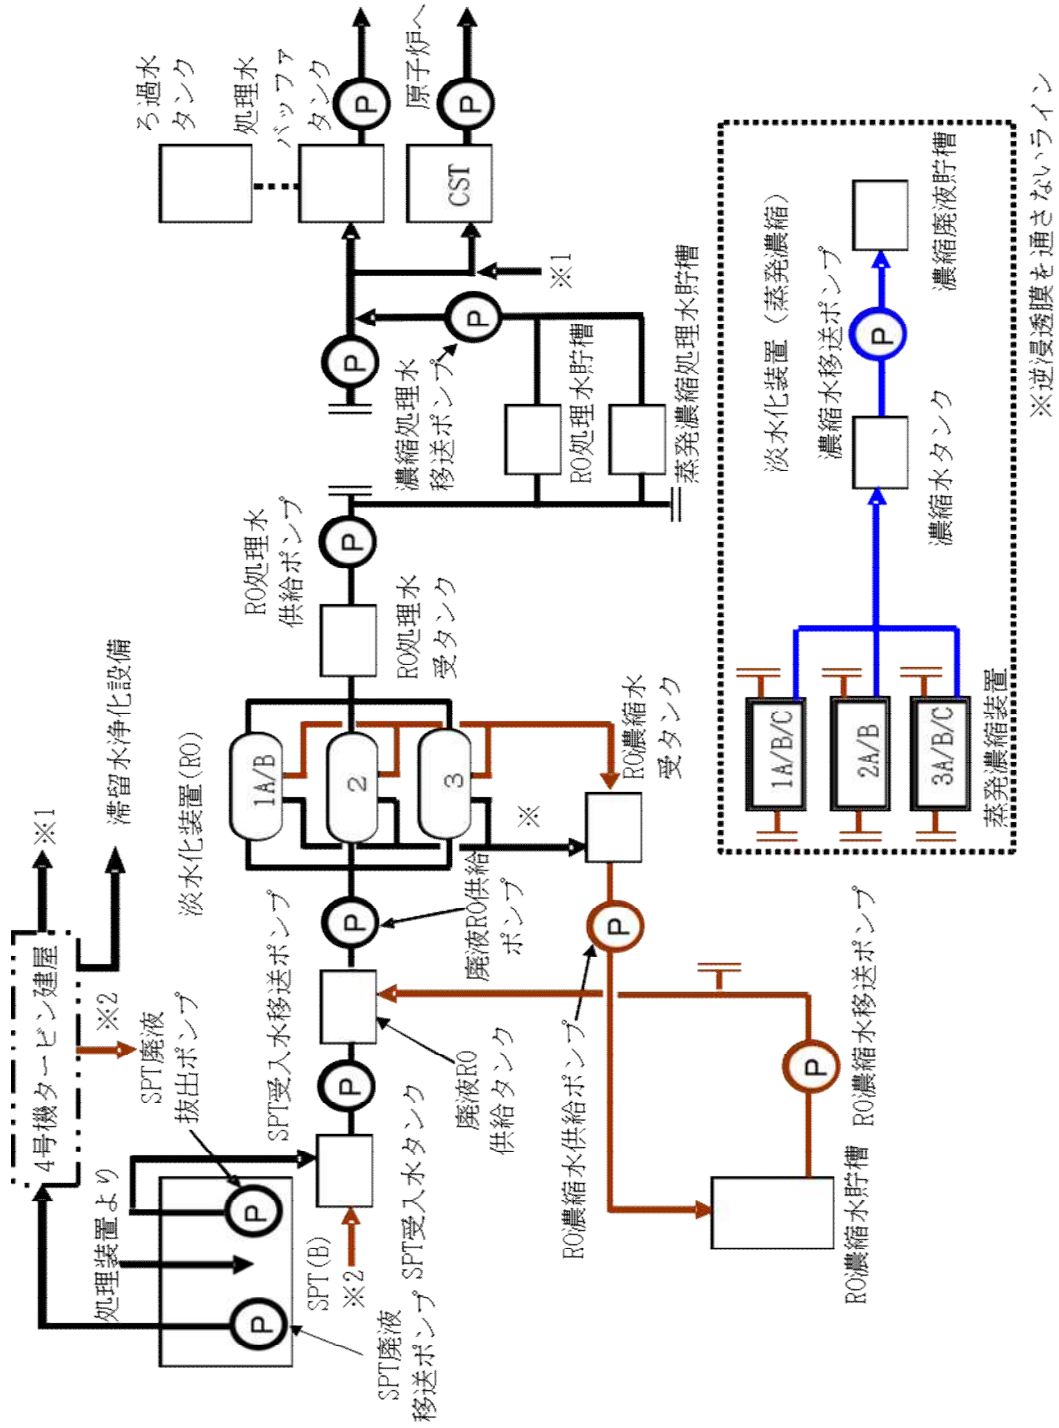 4号機タービン建屋
※1
※2
滞留水浄化設備
処理装置より
SPT廃液
抜出ポンプ
P
P
SPT(B)
※2
SPT廃液
移送ポンプ
SPT受入水タンク
SPT受入水移送ポンプ
P
廃液RO
供給タンク
P
廃液RO供給
ポンプ
淡水化装置(RO)
1A/B
2
3
※
RO処理水
受タンク
RO処理水
供給ポンプ
P
P
濃縮処理水
移送ポンプ
P
RO処理水貯槽
蒸発濃縮処理水貯槽
※1
ろ過水
タンク
処理水
バッファ
タンク
P
原子炉へ
CST
P
RO濃縮水
受タンク
P
RO濃縮水供給ポンプ
RO濃縮水貯槽
P
RO濃縮水移送ポンプ
淡水化装置（蒸発濃縮）
1A/B/C
2A/B
3A/B/C
蒸発濃縮装置
濃縮水タンク
濃縮水移送ポンプ
P
濃縮廃液貯槽
※逆浸透膜を通さないライン